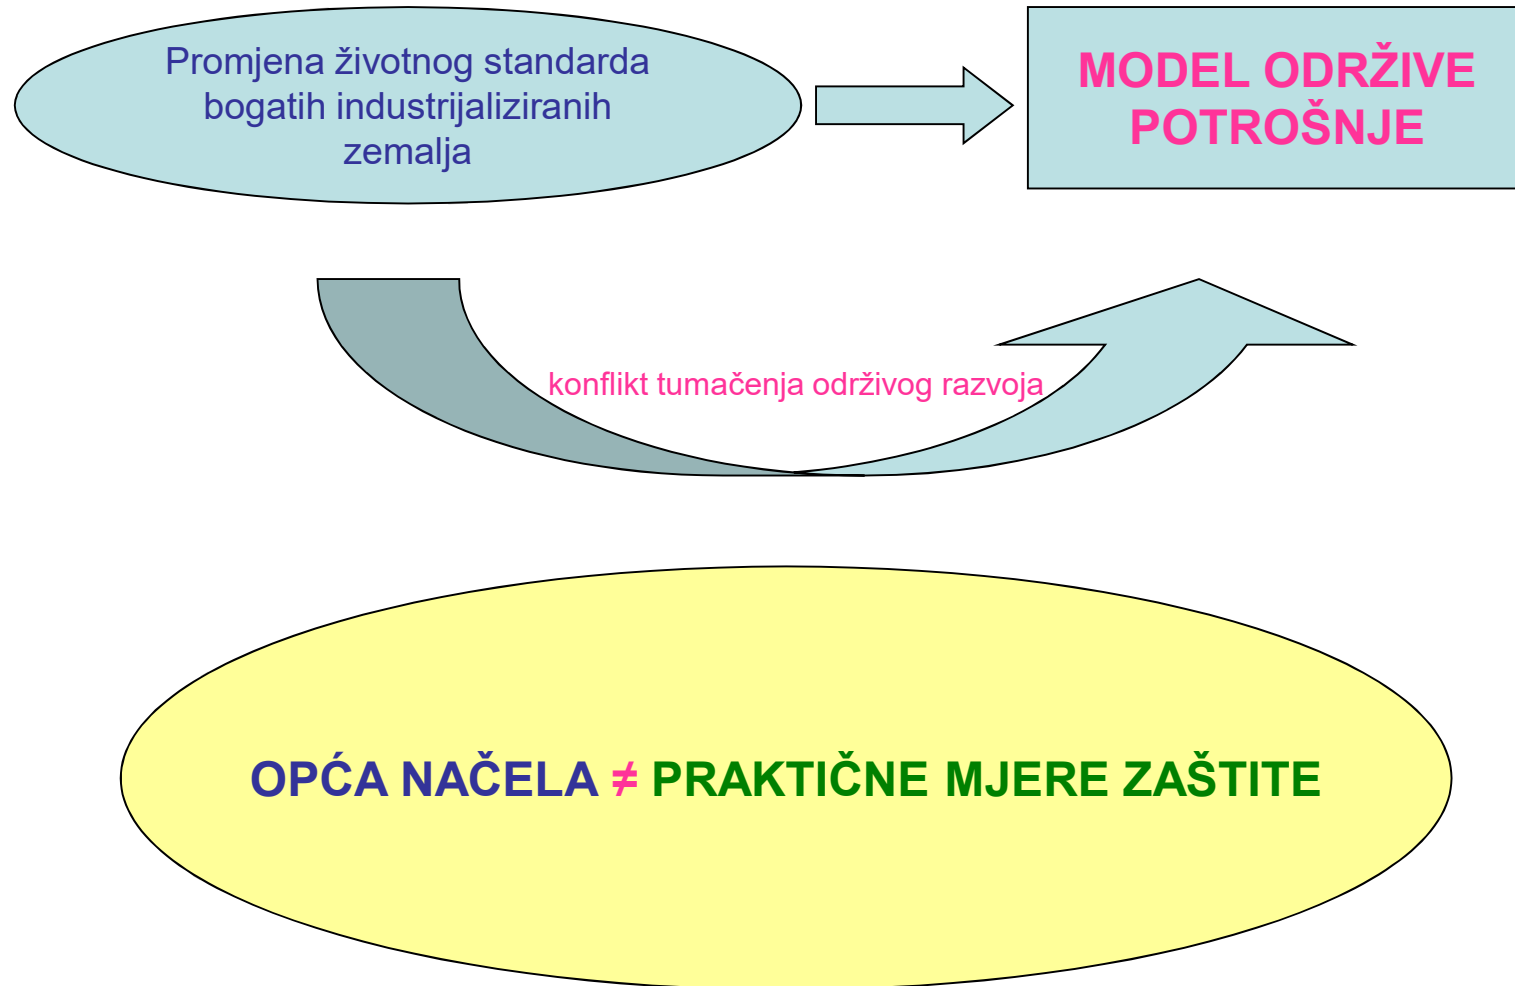 Promjena životnog standarda
bogatih industrijaliziranih
zemalja
MODEL ODRŽIVE
POTROŠNJE
konflikt tumačenja održivog razvoja
OPĆA NAČELA ≠ PRAKTIČNE MJERE ZAŠTITE